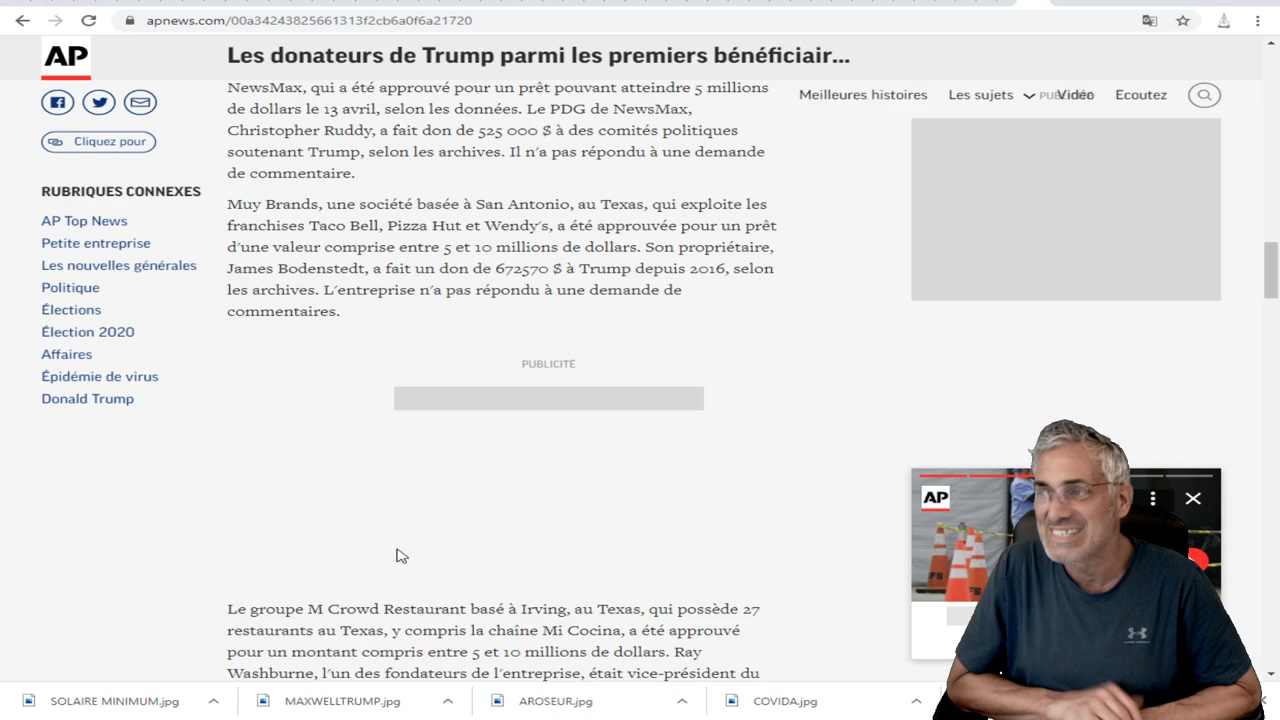 apnews.com/00a34243825661313f2cb6a0f6a21720
AP
Les donateurs de Trump parmi les premiers bénéficiair...
Meilleures histoires
Les sujets
Vidéo
Ecoutez
Cliquez pour
RUBRIQUES CONNEXES
AP Top News
Petite entreprise
Les nouvelles générales
Politique
Élections
Élection 2020
Affaires
Épidémie de virus
Donald Trump
NewsMax, qui a été approuvé pour un prêt pouvant atteindre 5 millions
de dollars le 13 avril, selon les données. Le PDG de NewsMax,
Christopher Ruddy, a fait don de 525 000 $ à des comités politiques
soutenant Trump, selon les archives. Il n'a pas répondu à une demande
de commentaire.
Muy Brands, une société basée à San Antonio, au Texas, qui exploite les
franchises Taco Bell, Pizza Hut et Wendy's, a été approuvée pour un prêt
d'une valeur comprise entre 5 et 10 millions de dollars. Son propriétaire,
James Bodenstedt, a fait un don de 672570 $ à Trump depuis 2016, selon
les archives. L'entreprise n'a pas répondu à une demande de
commentaires.
PUBLICITÉ
Le groupe M Crowd Restaurant basé à Irving, au Texas, qui possède 27
restaurants au Texas, y compris la chaîne Mi Cocina, a été approuvé
pour un montant compris entre 5 et 10 millions de dollars. Ray
Washburne, l'un des fondateurs de l'entreprise, était vice-président du
AP
SOLAIRE MINIMUM.jpg
MAXWELLTRUMP.jpg
AROSEUR.jpg
COVIDA.jpg